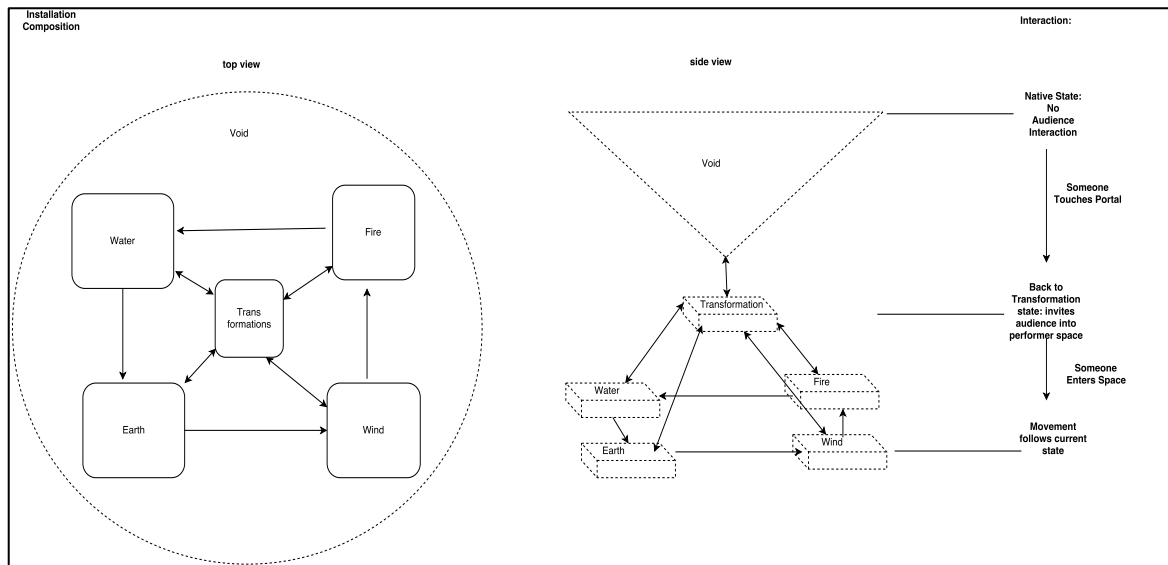 Installation
Composition
top view
Void
Water
Fire
Trans
formations
Earth
Wind
side view
Void
Transformation
Fire
Water
Wind
Earth
Interaction:
Native State:
No
Audience
Interaction
Someone
Touches Portal
Back to
Transformation
state: invites
audience into
performer space
Someone
Enters Space
Movement
follows current
state